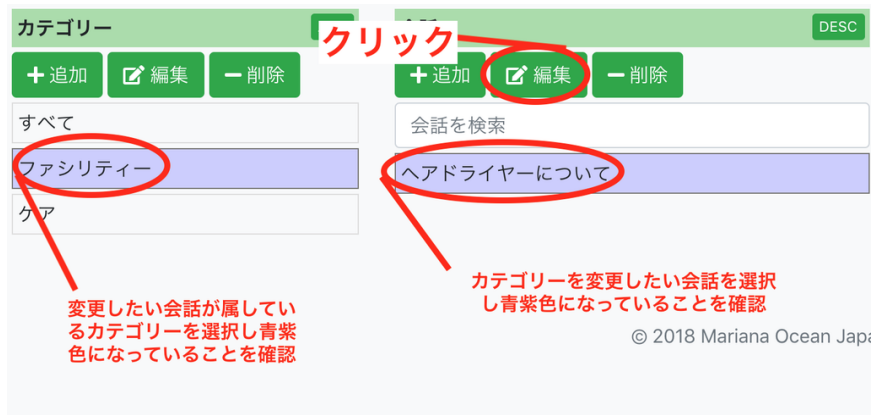 カテゴリー
DESC
クリック
追加
編集
削除
追加
編集
削除
すべて
会話を検索
ファシリティー
ヘアドライヤーについて
ケア
変更したい会話が属してい
るカテゴリーを選択し青紫
色になっていることを確認
カテゴリーを変更したい会話を選択
し青紫色になっていることを確認
© 2018 Mariana Ocean Japa